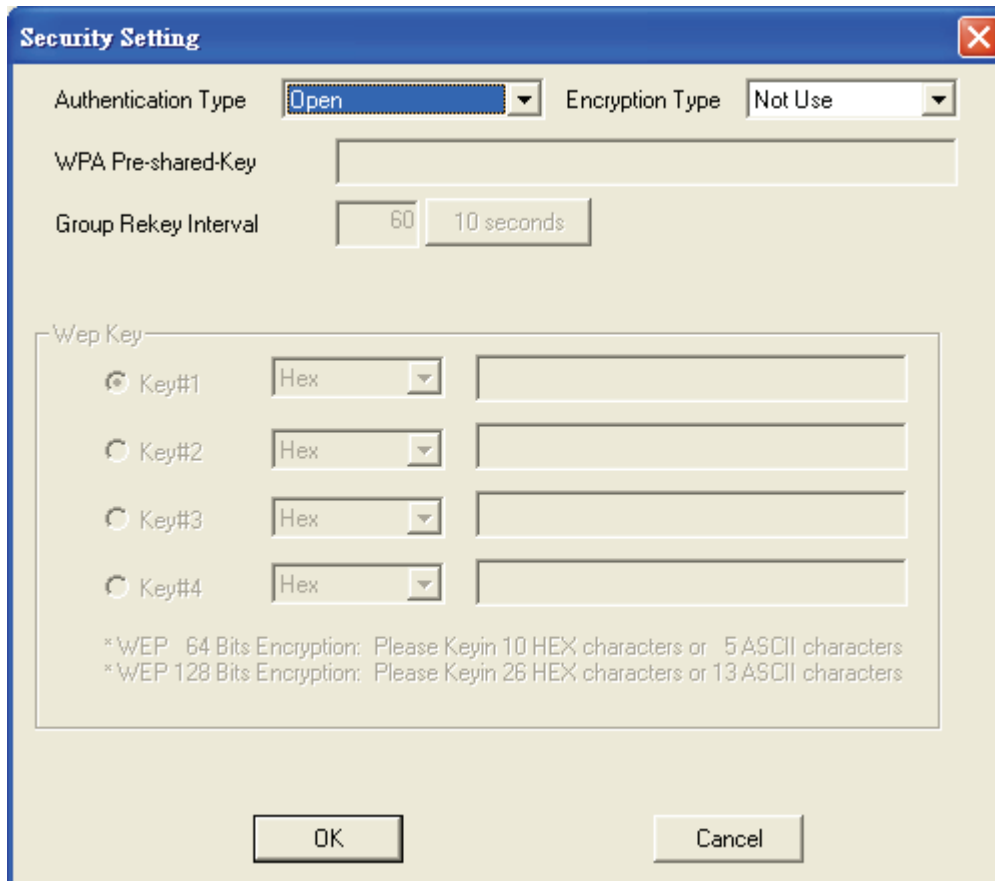 Security Setting
Authentication Type Open Encryption Type Not Use
WPA Pre-shared-Key
Group Rekey Interval 60 10 seconds
Wep Key
Key#1 Hex
Key#2 Hex
Key#3 Hex
Key#4 Hex
* WEP 64 Bits Encryption: Please Keyin 10 HEX characters or 5 ASCII characters
* WEP 128 Bits Encryption: Please Keyin 26 HEX characters or 13 ASCII characters
OK Cancel